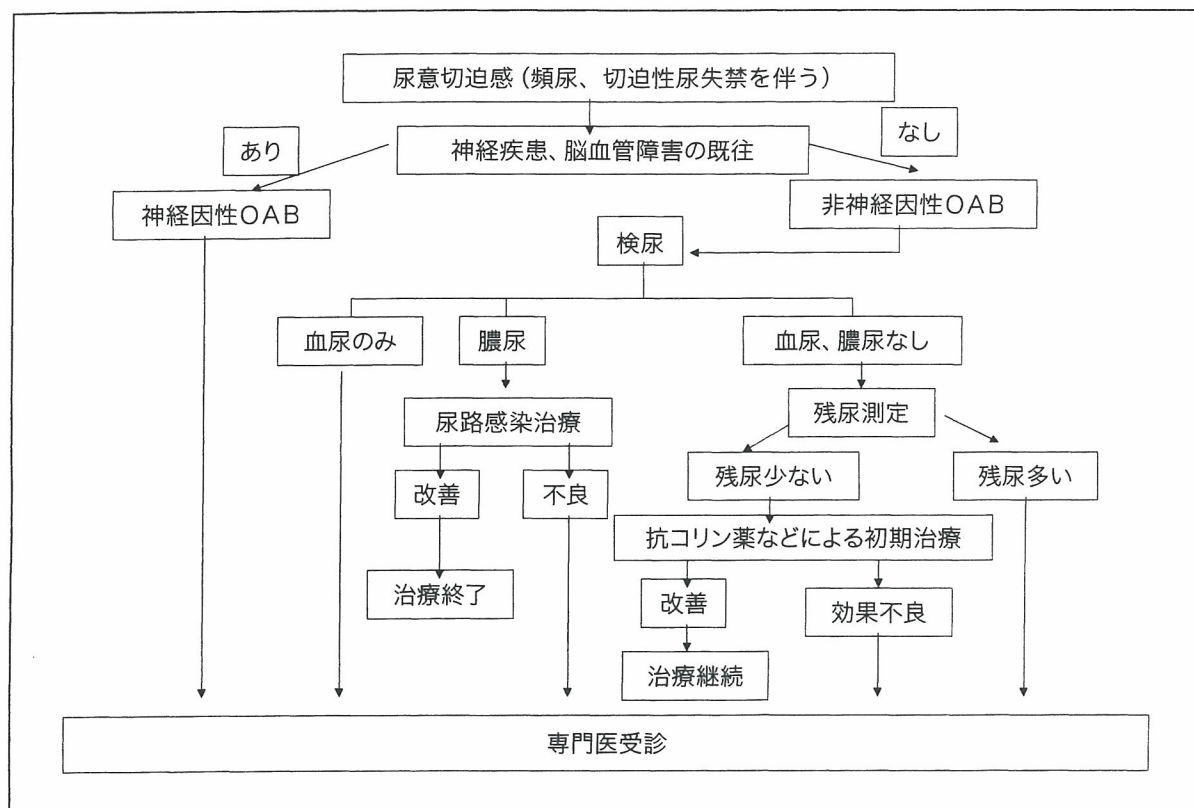 尿意切迫感（頻尿、切迫性尿失禁を伴う）
あり
神経疾患、脳血管障害の既往
なし
神経因性ＯＡＢ
非神経因性ＯＡＢ
検尿
血尿のみ
膿尿
血尿、膿尿なし
尿路感染治療
残尿測定
改善
不良
残尿少ない
残尿多い
抗コリン薬などによる初期治療
治療終了
改善
効果不良
治療継続
専門医受診